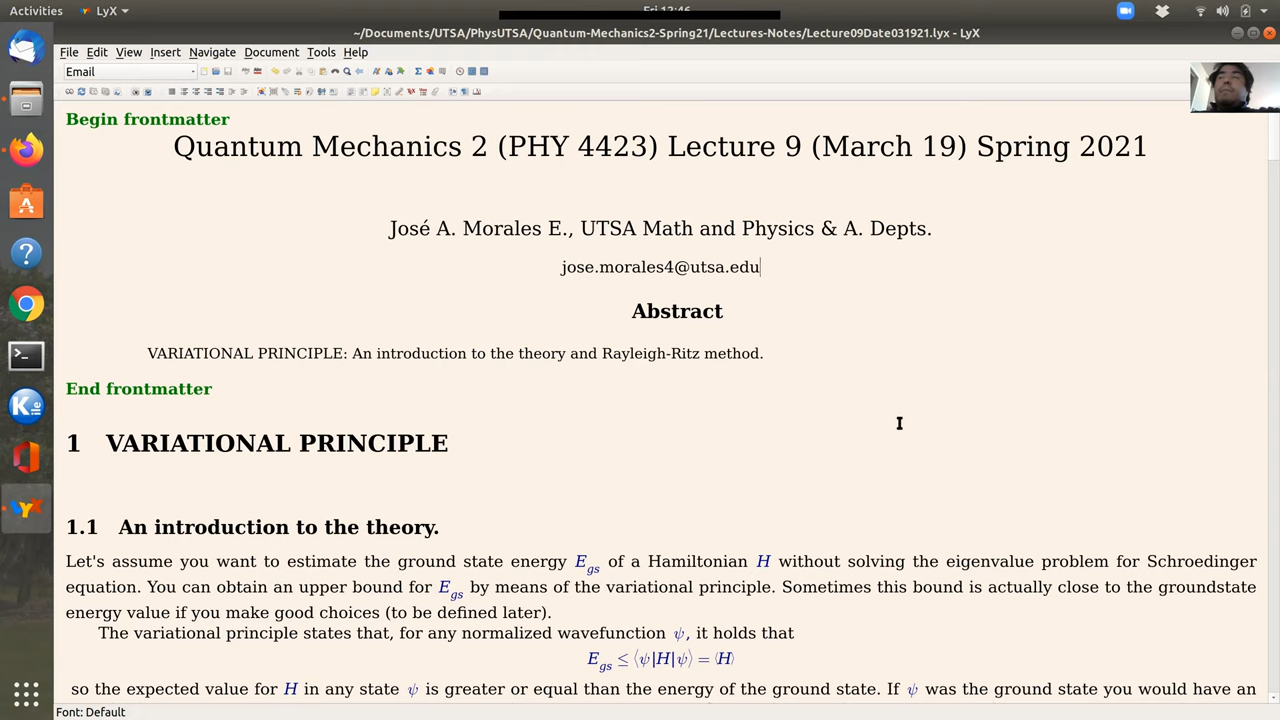 Activities LyX Fri 12:46
~/Documents/UTSA/PhysUTSA/Quantum-Mechanics2-Spring21/Lectures-Notes/Lecture09Date031921.lyx - LyX
File Edit View Insert Navigate Document Tools Help
Email
Begin frontmatter
Quantum Mechanics 2 (PHY 4423) Lecture 9 (March 19) Spring 2021
José A. Morales E., UTSA Math and Physics & A. Depts.
jose.morales4@utsa.edu
Abstract
VARIATIONAL PRINCIPLE: An introduction to the theory and Rayleigh-Ritz method.
End frontmatter
1 VARIATIONAL PRINCIPLE
1.1 An introduction to the theory.
Let's assume you want to estimate the ground state energy E_gs of a Hamiltonian H without solving the eigenvalue problem for Schroedinger
equation. You can obtain an upper bound for E_gs by means of the variational principle. Sometimes this bound is actually close to the groundstate
energy value if you make good choices (to be defined later).
The variational principle states that, for any normalized wavefunction ψ, it holds that
E_gs ≤ ⟨ψ|H|ψ⟩ = ⟨H⟩
so the expected value for H in any state ψ is greater or equal than the energy of the ground state. If ψ was the ground state you would have an
Font: Default